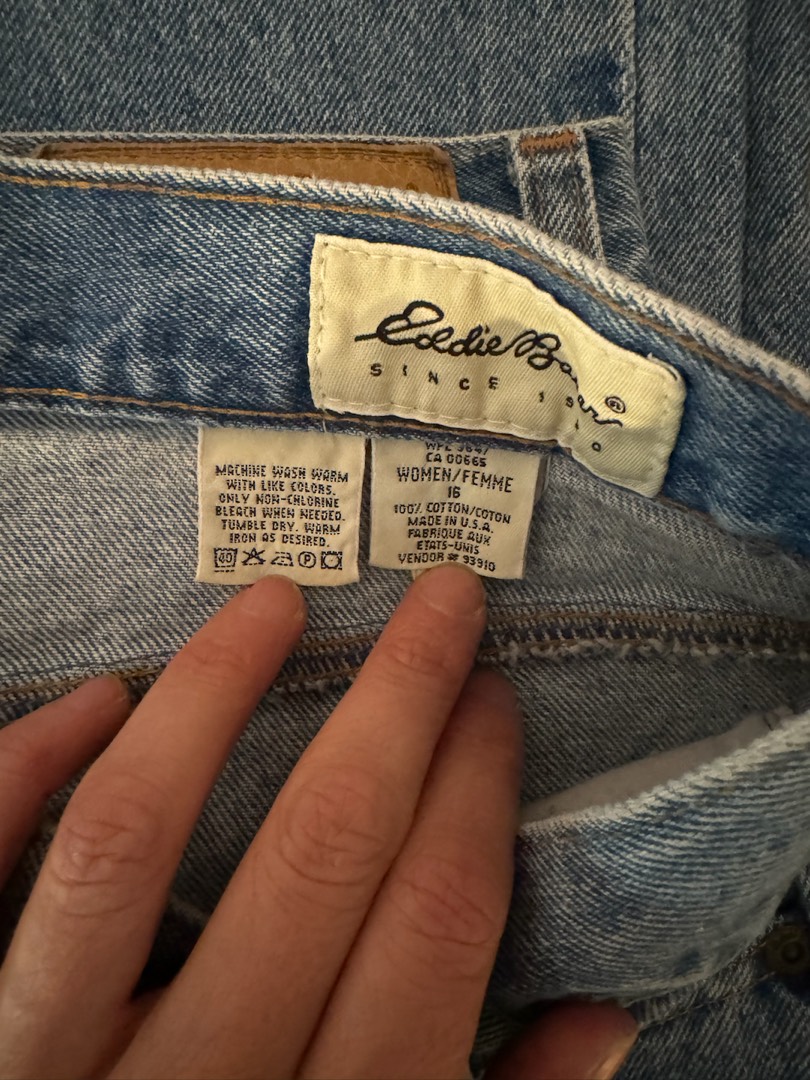 Eddie Bauer®
SINCE 1920
MACHINE WASH WARM
WITH LIKE COLORS.
ONLY NON-CHLORINE
BLEACH WHEN NEEDED.
TUMBLE DRY. WARM
IRON AS DESIRED.
40 P
CA 00665
WOMEN/FEMME
16
100% COTTON/COTON
MADE IN U.S.A.
FABRIQUE AUX
ETATS-UNIS
VENDOR # 93910